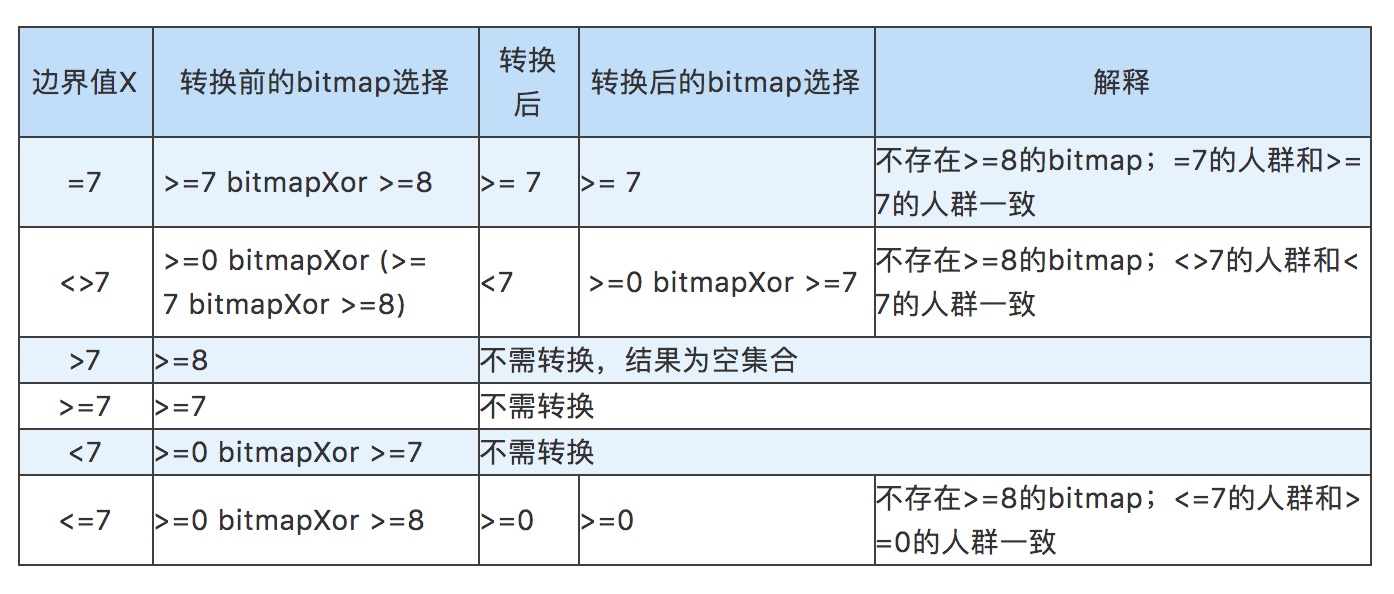 边界值X
转换前的bitmap选择
转换
后
转换后的bitmap选择
解释
=7
>=7 bitmapXor >=8
>= 7
>= 7
不存在>=8的bitmap；=7的人群和>=
7的人群一致
<>7
>=0 bitmapXor (>=
7 bitmapXor >=8)
<7
>=0 bitmapXor >=7
不存在>=8的bitmap；<>7的人群和<
7的人群一致
>7
>=8
不需转换，结果为空集合
>=7
>=7
不需转换
<7
>=0 bitmapXor >=7
不需转换
<=7
>=0 bitmapXor >=8
>=0
>=0
不存在>=8的bitmap；<=7的人群和>
=0的人群一致